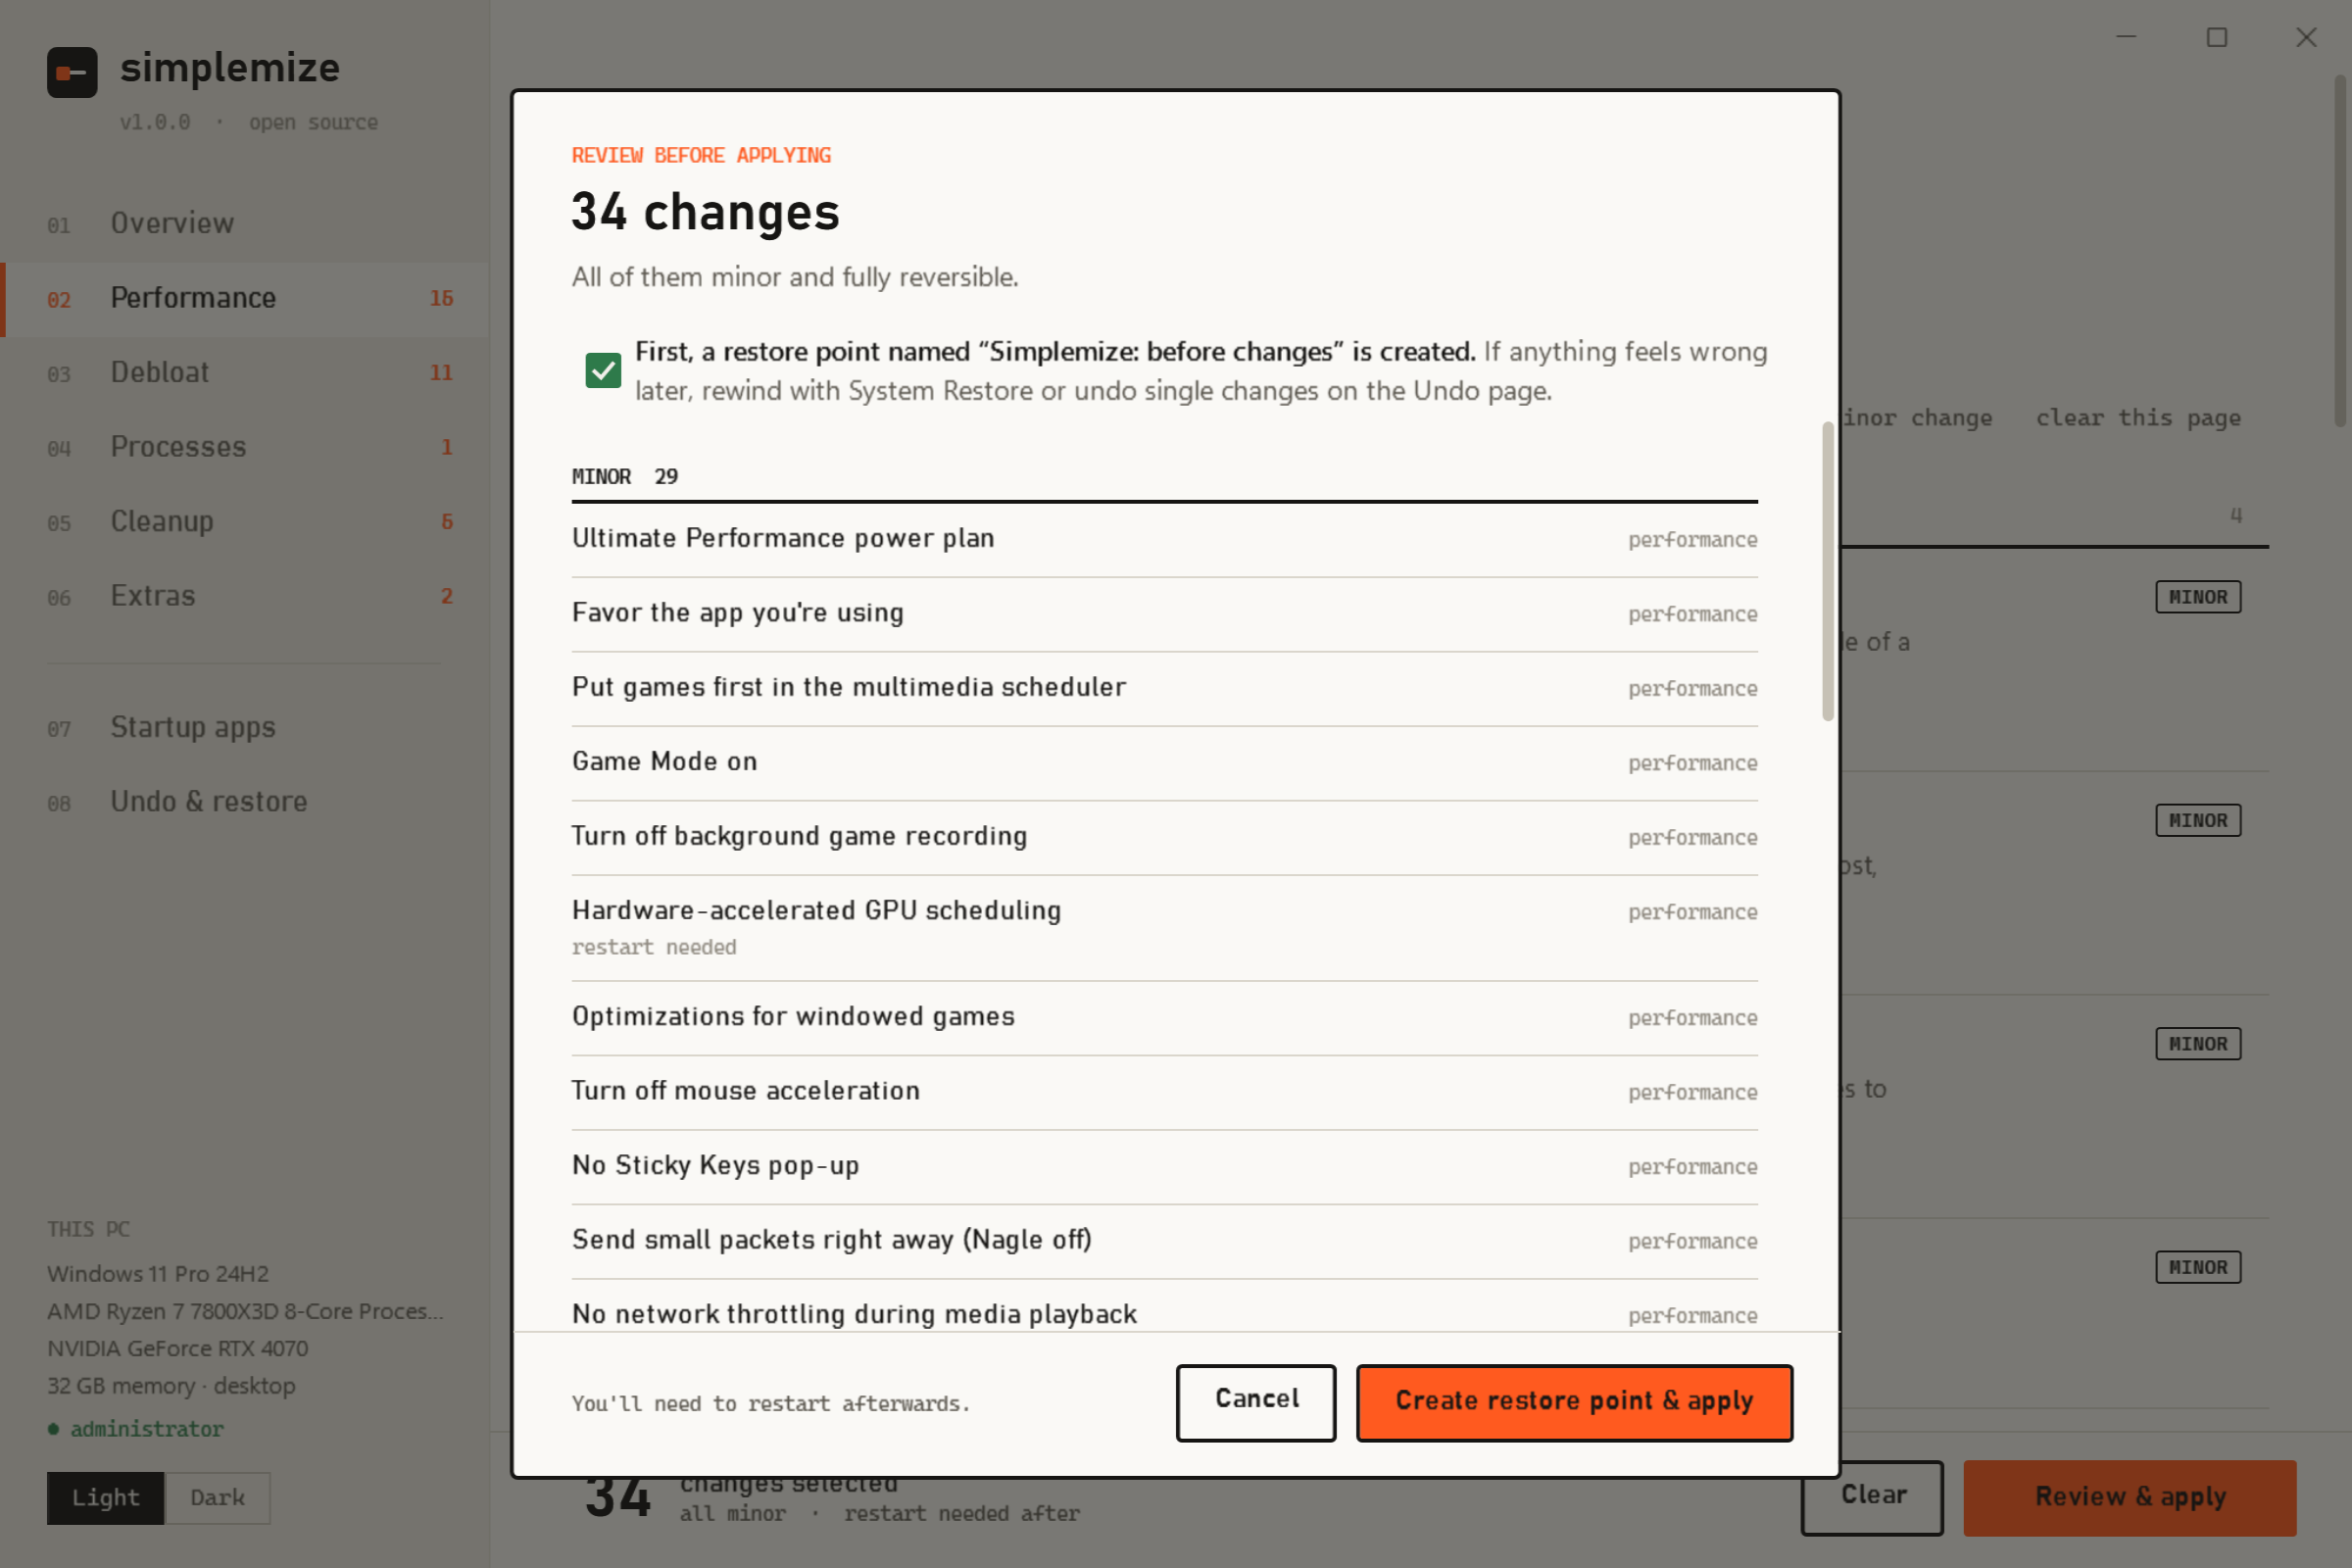 simplemize
v1.0.0 · open source
01 Overview
02 Performance 15
03 Debloat 11
04 Processes 1
05 Cleanup 5
06 Extras 2
07 Startup apps
08 Undo & restore
THIS PC
Windows 11 Pro 24H2
AMD Ryzen 7 7800X3D 8-Core Proces...
NVIDIA GeForce RTX 4070
32 GB memory · desktop
administrator
Light Dark
REVIEW BEFORE APPLYING
34 changes
All of them minor and fully reversible.
First, a restore point named “Simplemize: before changes” is created. If anything feels wrong
later, rewind with System Restore or undo single changes on the Undo page.
MINOR 29
Ultimate Performance power plan performance
Favor the app you're using performance
Put games first in the multimedia scheduler performance
Game Mode on performance
Turn off background game recording performance
Hardware-accelerated GPU scheduling performance
restart needed
Optimizations for windowed games performance
Turn off mouse acceleration performance
No Sticky Keys pop-up performance
Send small packets right away (Nagle off) performance
No network throttling during media playback performance
You'll need to restart afterwards.
Cancel
Create restore point & apply
inor change clear this page
4
MINOR
le of a
MINOR
ost,
MINOR
es to
MINOR
34 changes selected
all minor · restart needed after
Clear
Review & apply